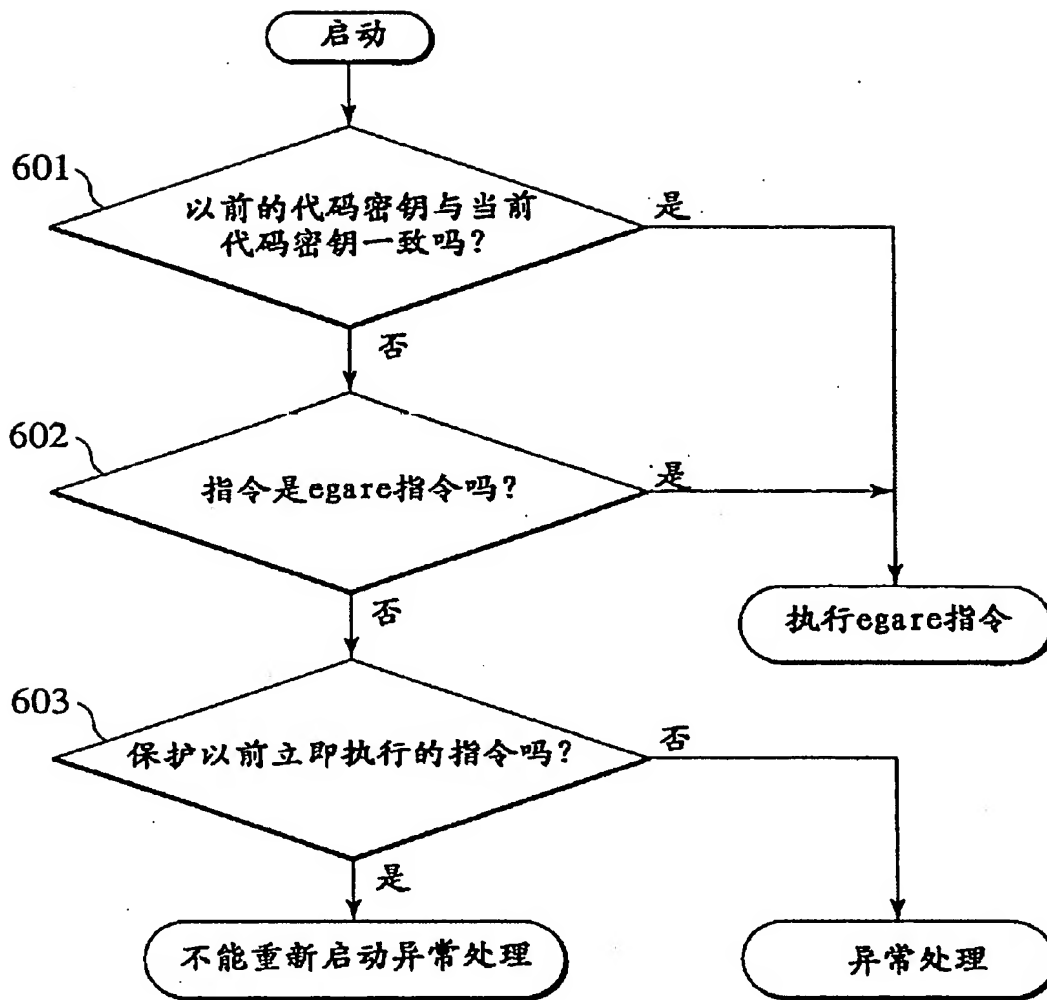 启动
601
以前的代码密钥与当前
代码密钥一致吗?
是
否
602
指令是egare指令吗?
是
否
执行egare指令
603
保护以前立即执行的指令吗?
否
是
不能重新启动异常处理
异常处理